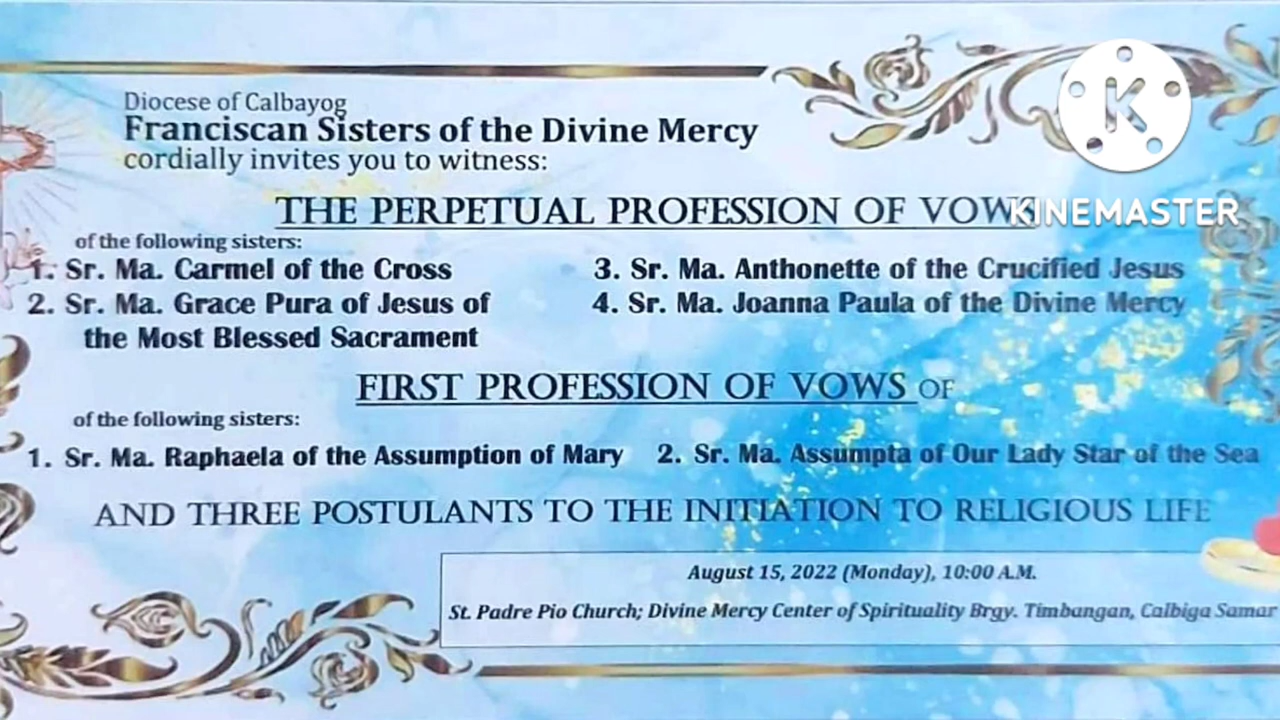 Diocese of Calbayog
Franciscan Sisters of the Divine Mercy
cordially invites you to witness:
THE PERPETUAL PROFESSION OF VOWS
KINEMASTER
of the following sisters:
1. Sr. Ma. Carmel of the Cross
2. Sr. Ma. Grace Pura of Jesus of
the Most Blessed Sacrament
3. Sr. Ma. Anthonette of the Crucified Jesus
4. Sr. Ma. Joanna Paula of the Divine Mercy
FIRST PROFESSION OF VOWS OF
of the following sisters:
1. Sr. Ma. Raphaela of the Assumption of Mary
2. Sr. Ma. Assumpta of Our Lady Star of the Sea
AND THREE POSTULANTS TO THE INITIATION TO RELIGIOUS LIFE
August 15, 2022 (Monday), 10:00 A.M.
St. Padre Pio Church; Divine Mercy Center of Spirituality Brgy. Timbangan, Calbiga Samar